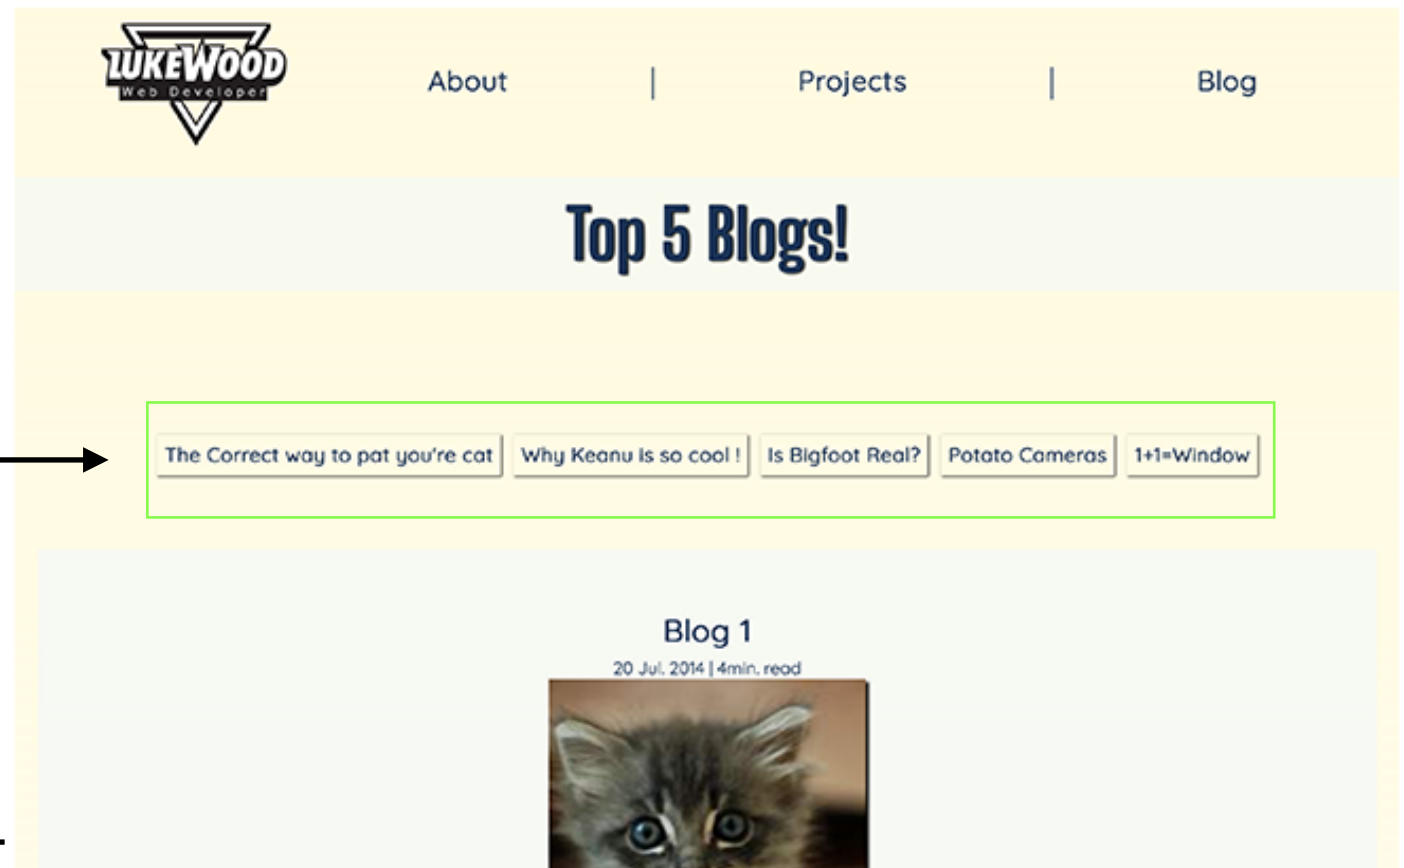 LUKEWOOD
Web Developer
About | Projects | Blog
Top 5 Blogs!
The Correct way to pat you're cat Why Keanu is so cool ! Is Bigfoot Real? Potato Cameras 1+1=Window
Blog 1
20 Jul. 2014 | 4min. read